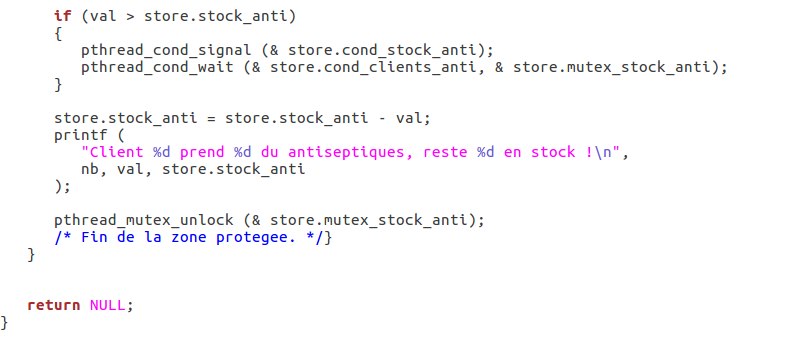 if (val > store.stock_anti)
{
pthread_cond_signal (& store.cond_stock_anti);
pthread_cond_wait (& store.cond_clients_anti, & store.mutex_stock_anti);
}
store.stock_anti = store.stock_anti - val;
printf (
"Client %d prend %d du antiseptiques, reste %d en stock !\n",
nb, val, store.stock_anti
);
pthread_mutex_unlock (& store.mutex_stock_anti);
/* Fin de la zone protegee. */}
}
return NULL;
}